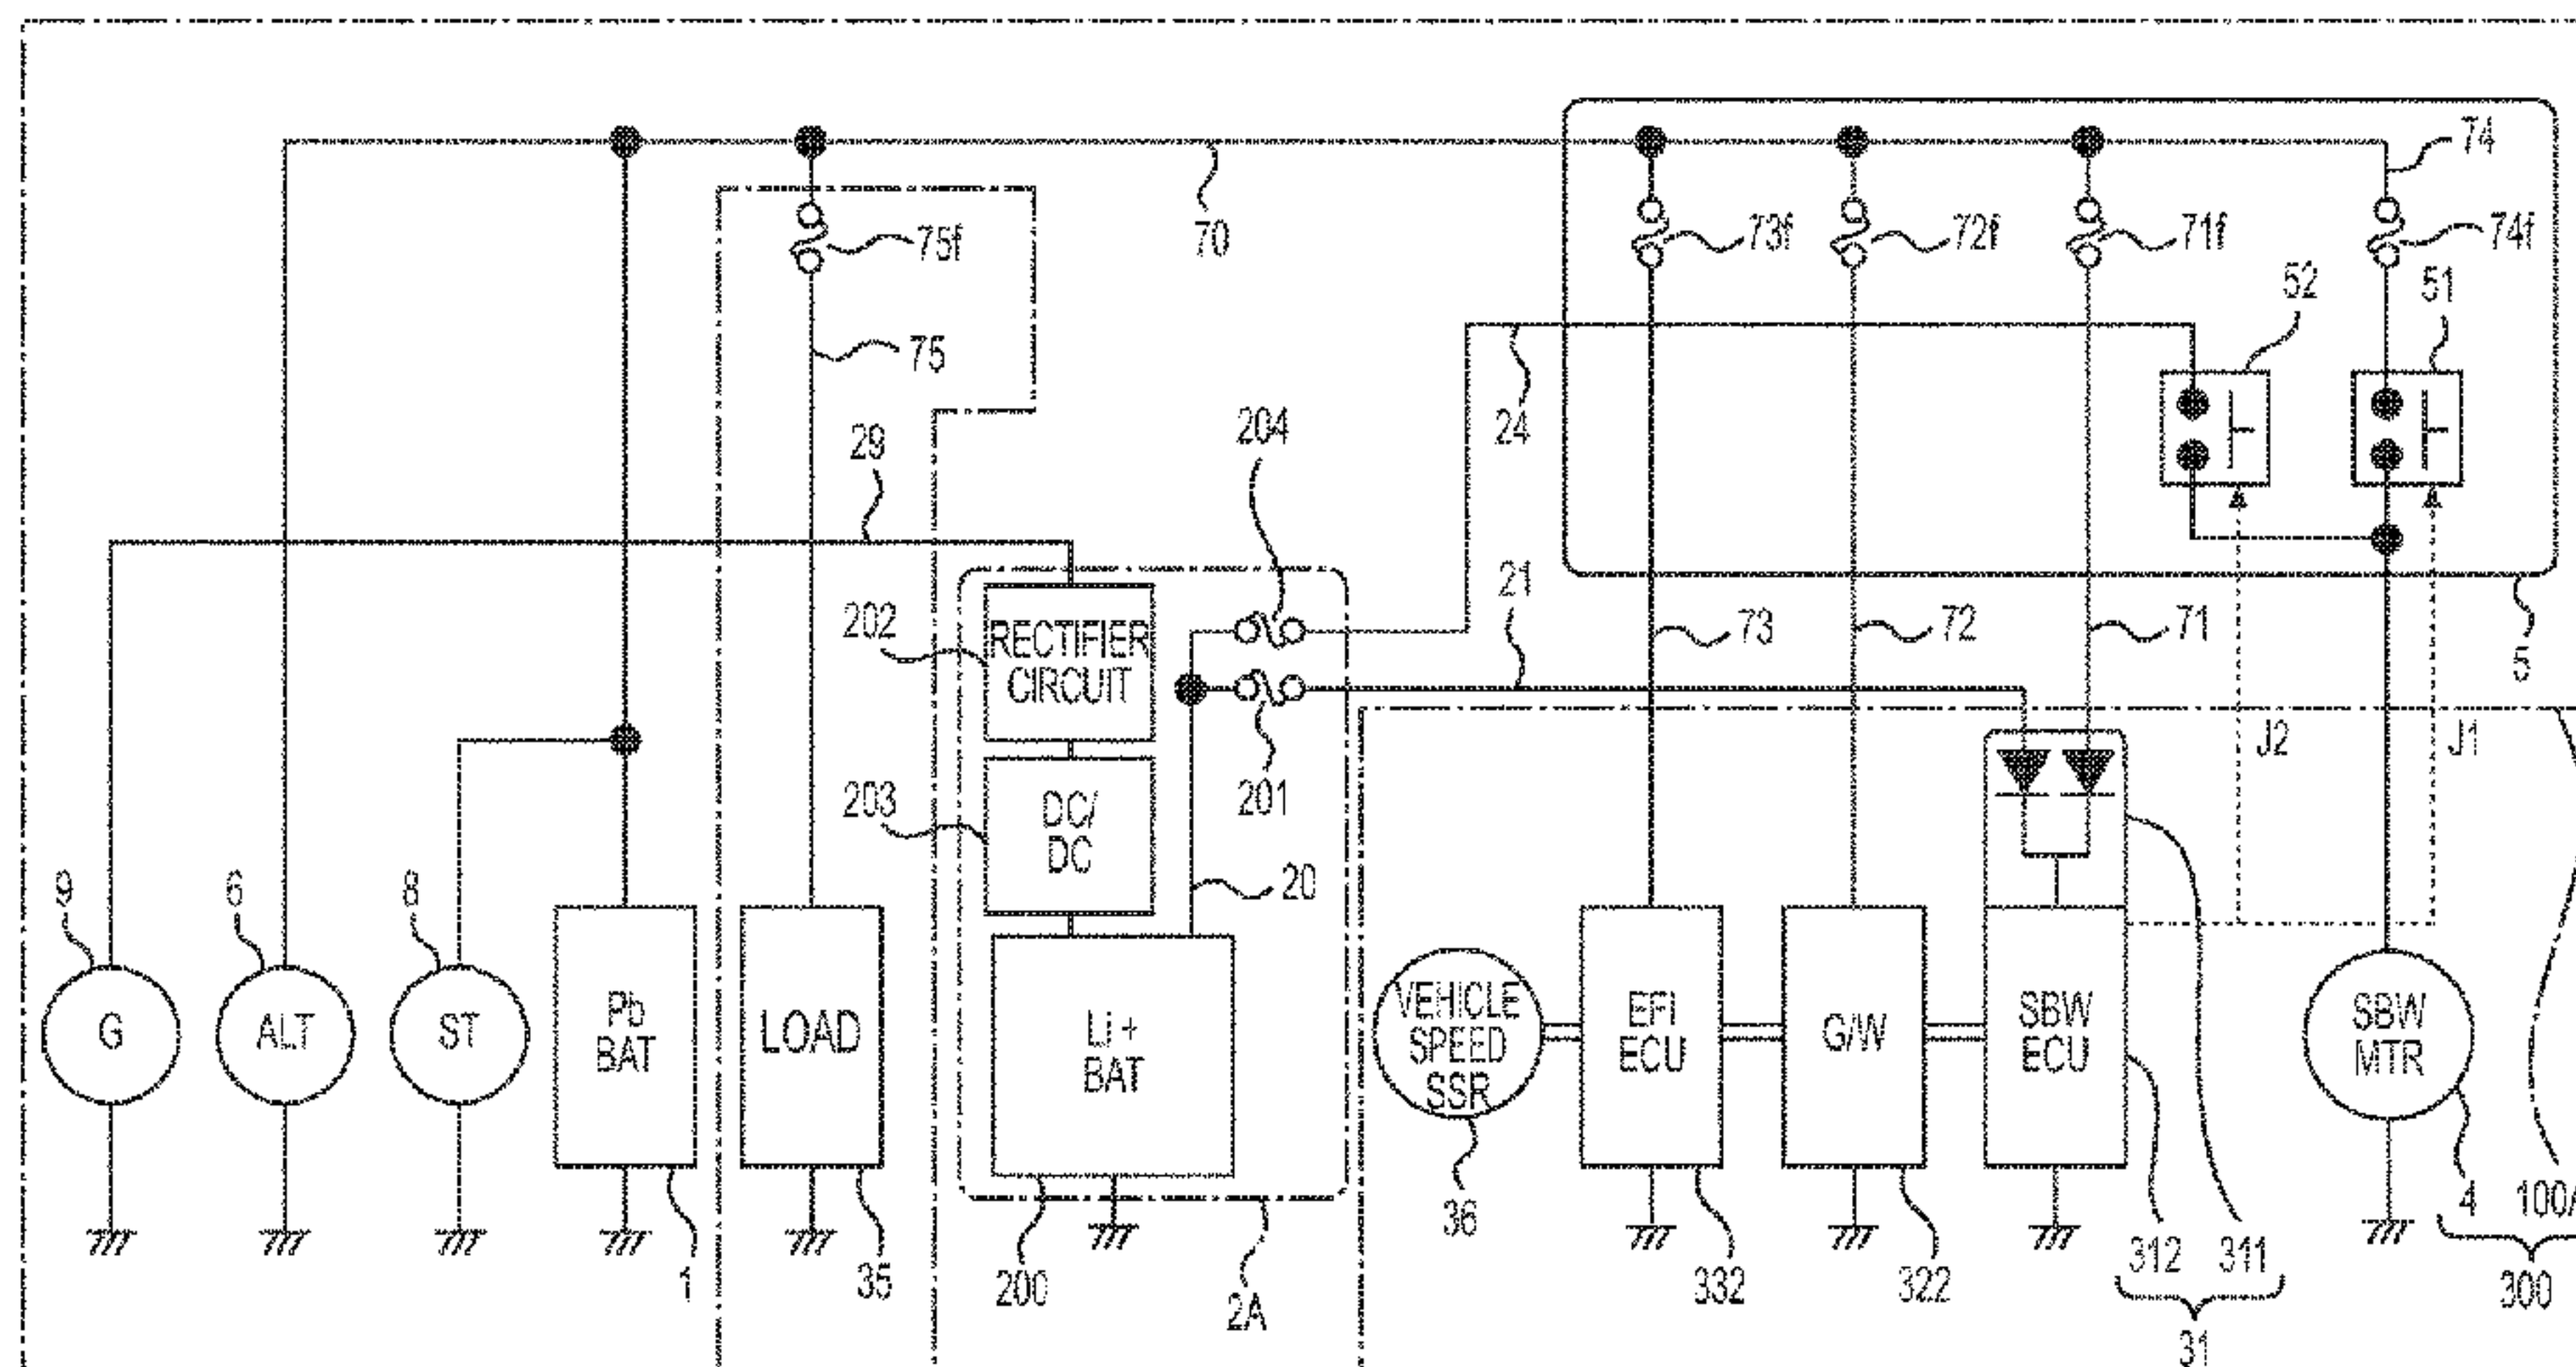 74
70
75f
73f
72f
71f
74f
52
51
75
24
29
204
21
202
RECTIFIER
CIRCUIT
73
72
71
5
203
DC/
DC
201
J2
J1
20
9
6
8
G
ALT
ST
Pb
BAT
LOAD
Li +
BAT
VEHICLE
SPEED
SSR
EFI
ECU
G/W
SBW
ECU
SBW
MTR
36
4
100A
1
35
200
2A
332
322
312
311
300
31